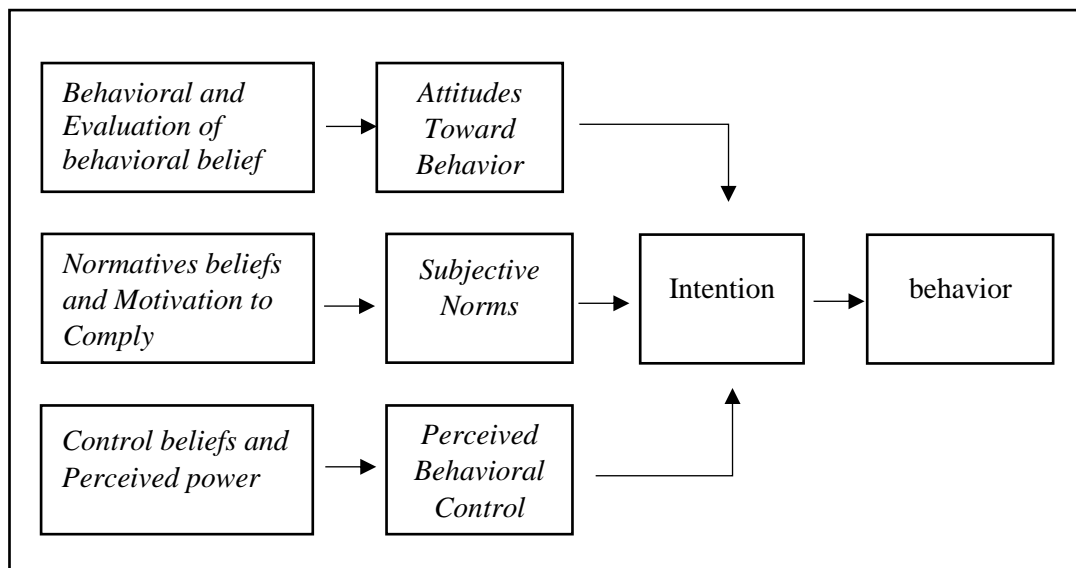 Behavioral and
Evaluation of
behavioral belief
Attitudes
Toward
Behavior
Normatives beliefs
and Motivation to
Comply
Subjective
Norms
Intention
behavior
Control beliefs and
Perceived power
Perceived
Behavioral
Control